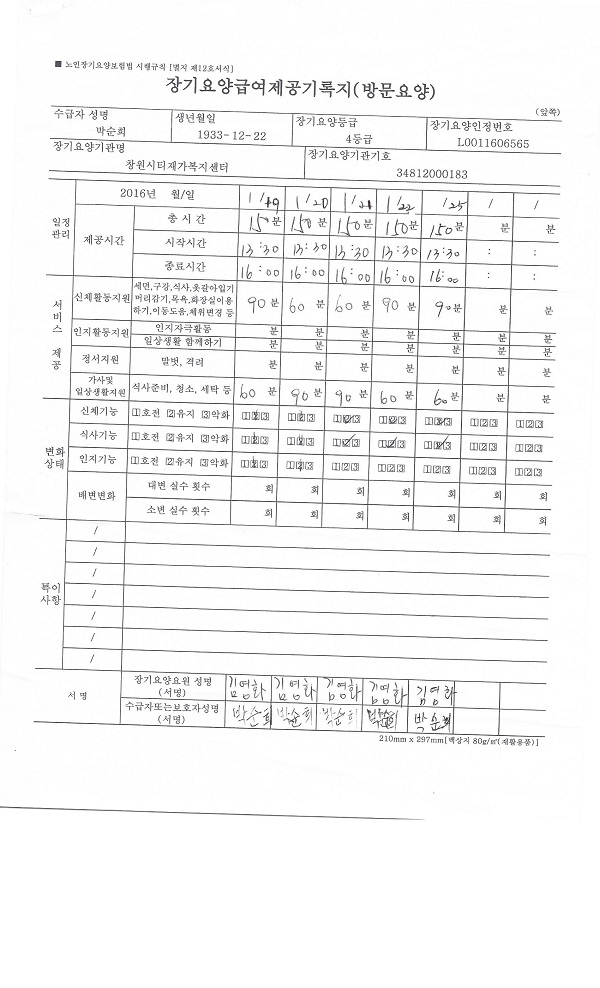 ■ 노인장기요양보험법 시행규칙 [별지 제12호서식]
장기요양급여제공기록지(방문요양)
(앞쪽)
수급자 성명 생년월일 장기요양등급 장기요양인정번호
박순희 1933-12-22 4등급 L0011606565
장기요양기관명 장기요양기관기호
창원시티재가복지센터 34812000183
일정관리 2016년 월/일 1/19 1/20 1/21 1/22 1/25 / /
제공시간 총 시간 150분 150분 150분 150분 150분 분 분
시작시간 13:30 13:30 13:30 13:30 13:30 : :
종료시간 16:00 16:00 16:00 16:00 16:00 : :
서비스 제공 신체활동지원 세면,구강,식사,옷갈아입기
머리감기,목욕,화장실이용
하기,이동도움,체위변경 등 90분 60분 60분 90분 90분 분 분
인지활동지원 인지자극활동 분 분 분 분 분 분 분
일상생활 함께하기 분 분 분 분 분 분 분
정서지원 말벗, 격려 분 분 분 분 분 분 분
가사및
일상생활지원 식사준비, 청소, 세탁 등 60분 90분 90분 60분 60분 분 분
변화상태 신체기능 1호전 2유지 3악화 123 123 123 123 123 123 123
식사기능 1호전 2유지 3악화 123 123 123 123 123 123 123
인지기능 1호전 2유지 3악화 123 123 123 123 123 123 123
배변변화 대변 실수 횟수 회 회 회 회 회 회 회
소변 실수 횟수 회 회 회 회 회 회 회
특이사항 /
/
/
/
/
/
/
서 명 장기요양요원 성명
(서명) 김영화 김영화 김영화 김영화 김영화
수급자또는보호자성명
(서명) 박순희 박순희 박순희 박순희 박순희
210mm x 297mm[백상지 80g/㎡(재활용품)]